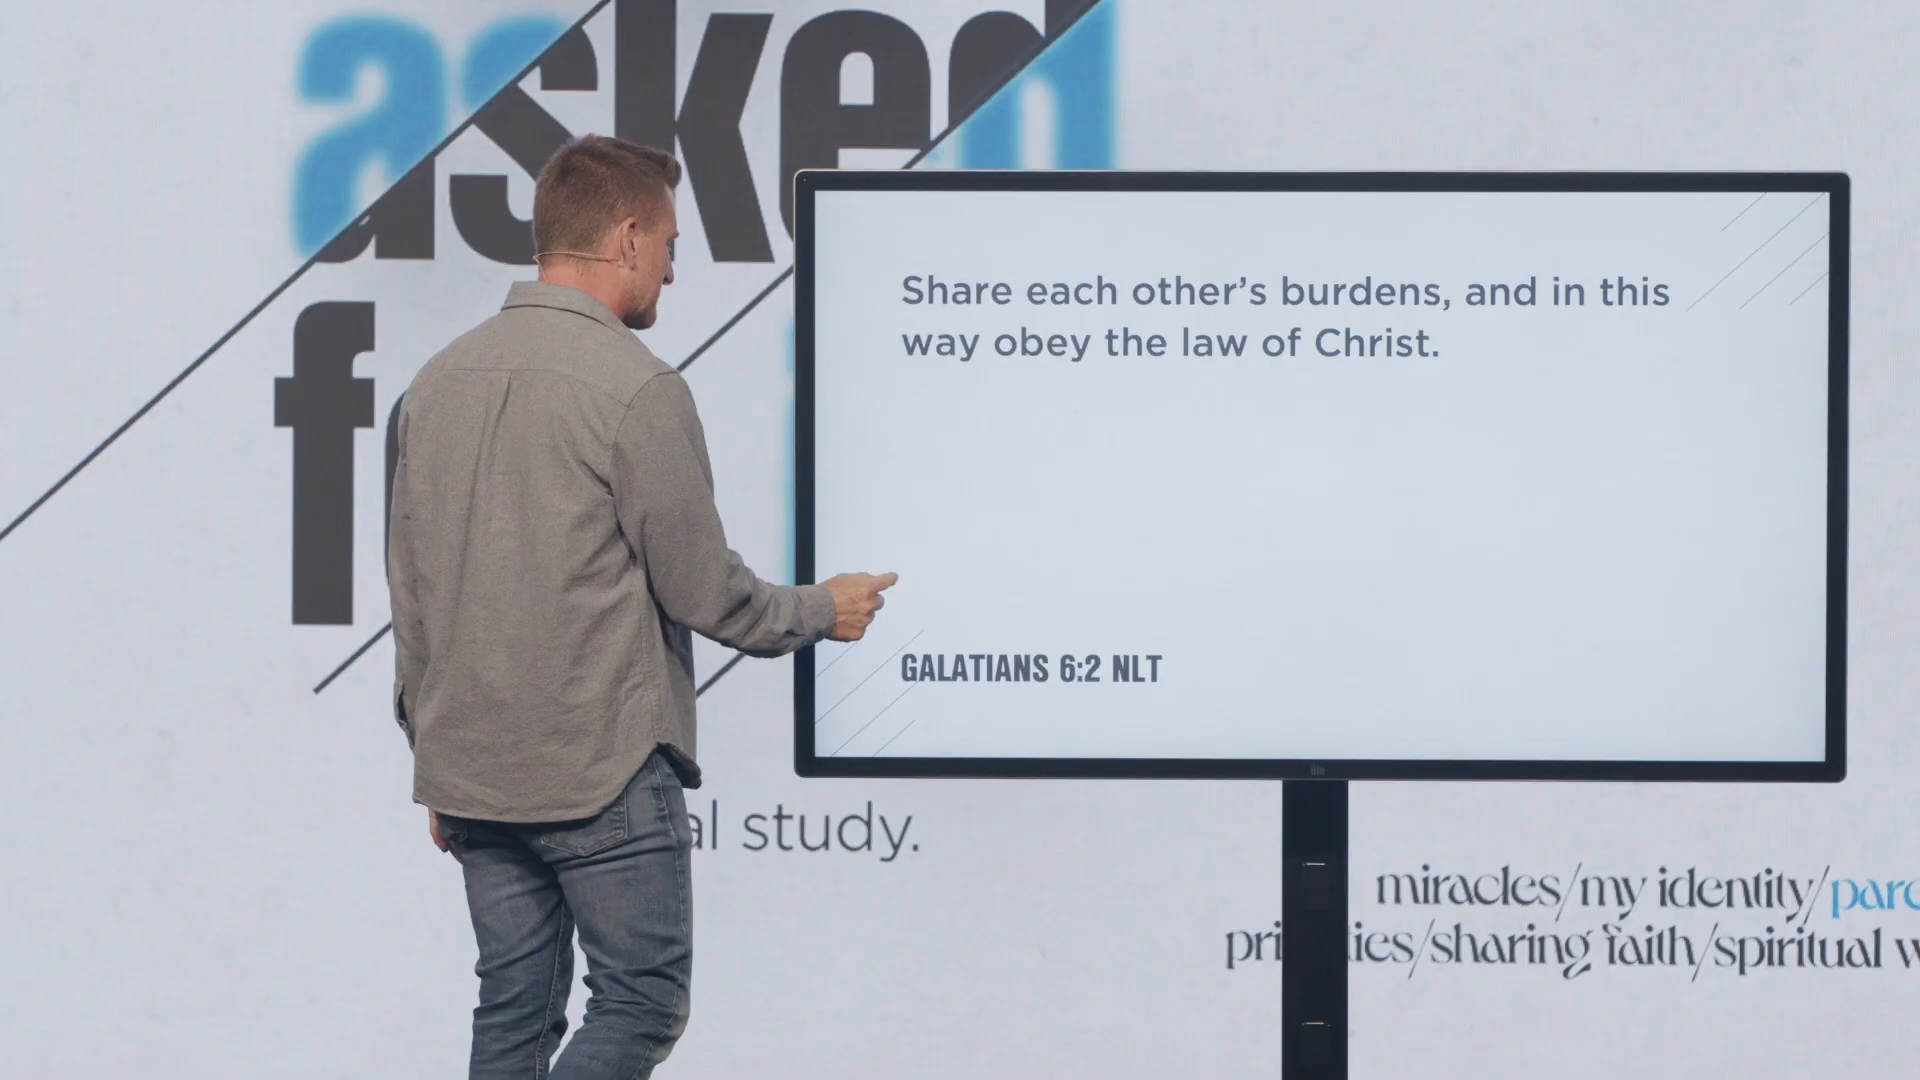 asked
Share each other’s burdens, and in this
way obey the law of Christ.
GALATIANS 6:2 NLT
study.
miracles/my identity/
/sharing faith/spiritual